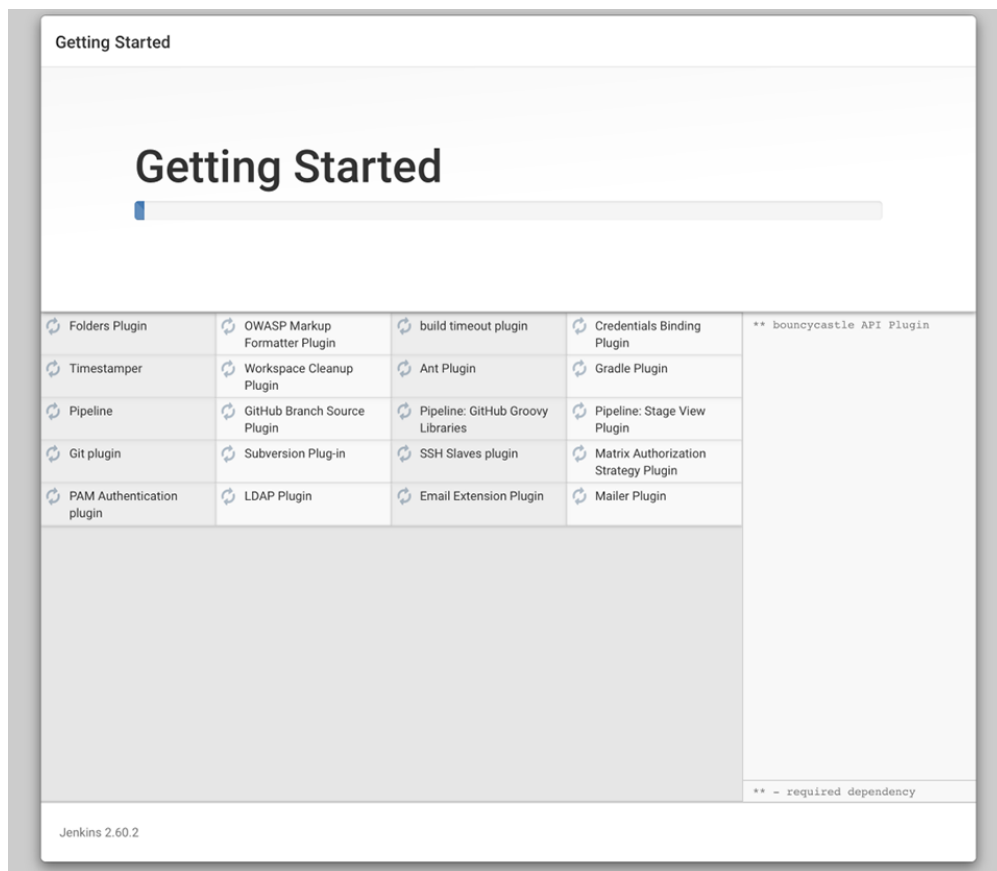 Getting Started
Getting Started
Folders Plugin
OWASP Markup
Formatter Plugin
build timeout plugin
Credentials Binding
Plugin
** bouncycastle API Plugin
Timestamper
Workspace Cleanup
Plugin
Ant Plugin
Gradle Plugin
Pipeline
GitHub Branch Source
Plugin
Pipeline: GitHub Groovy
Libraries
Pipeline: Stage View
Plugin
Git plugin
Subversion Plug-in
SSH Slaves plugin
Matrix Authorization
Strategy Plugin
PAM Authentication
plugin
LDAP Plugin
Email Extension Plugin
Mailer Plugin
** - required dependency
Jenkins 2.60.2